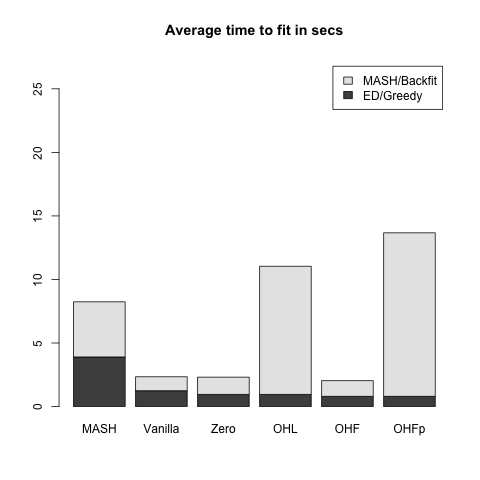 Average time to fit in secs
MASH/Backfit
ED/Greedy
25
20
15
10
5
0
MASH Vanilla Zero OHL OHF OHFp